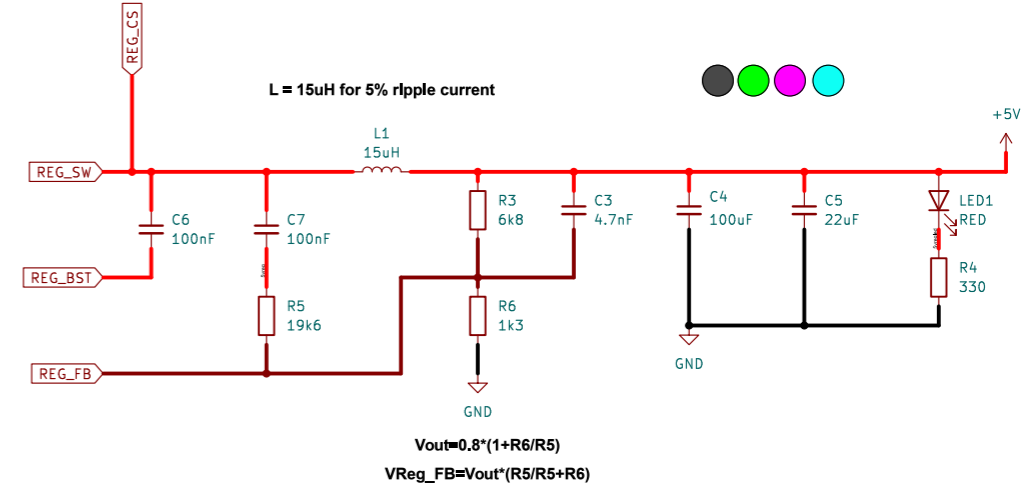 REG_CS
L = 15uH for 5% ripple current
+5V
L1
15uH
REG_SW
C6
100nF
C7
100nF
R3
6k8
C3
4.7nF
C4
100uF
C5
22uF
LED1
RED
REG_BST
R5
19k6
R6
1k3
R4
330
REG_FB
GND
GND
Vout=0.8*(1+R6/R5)
VReg_FB=Vout*(R5/R5+R6)